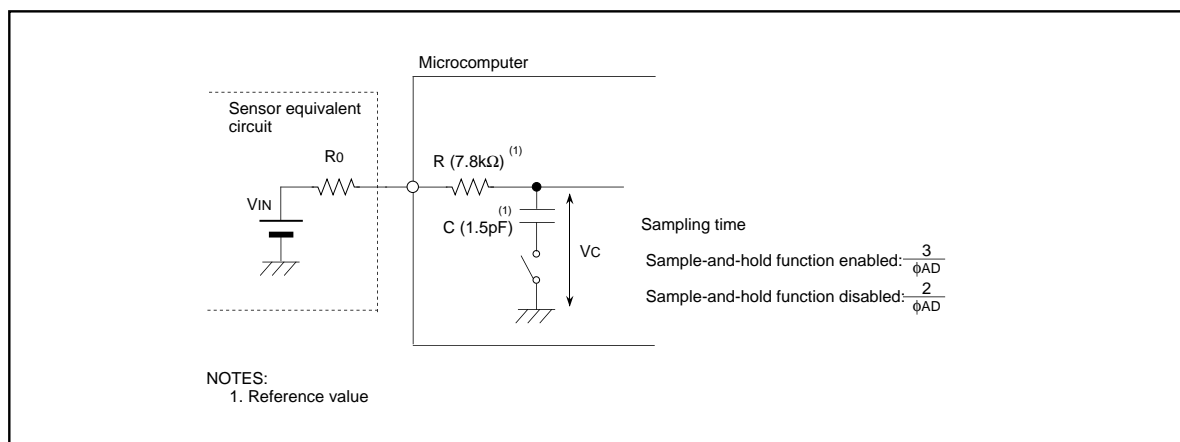 Microcomputer
Sensor equivalent
circuit
R0
R (7.8kΩ) (1)
VIN
(1)
C (1.5pF)
VC
Sampling time
Sample-and-hold function enabled: 3/ϕAD
Sample-and-hold function disabled: 2/ϕAD
NOTES:
1. Reference value